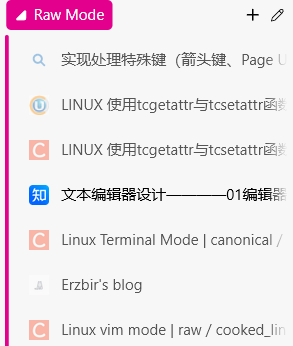 Raw Mode
实现处理特殊键（箭头键、Page U
LINUX 使用tcgetattr与tcsetattr函数
C LINUX 使用tcgetattr与tcsetattr函数
知 文本编辑器设计————01编辑器
C Linux Terminal Mode | canonical /
Erzbir's blog
C Linux vim mode | raw / cooked_lin